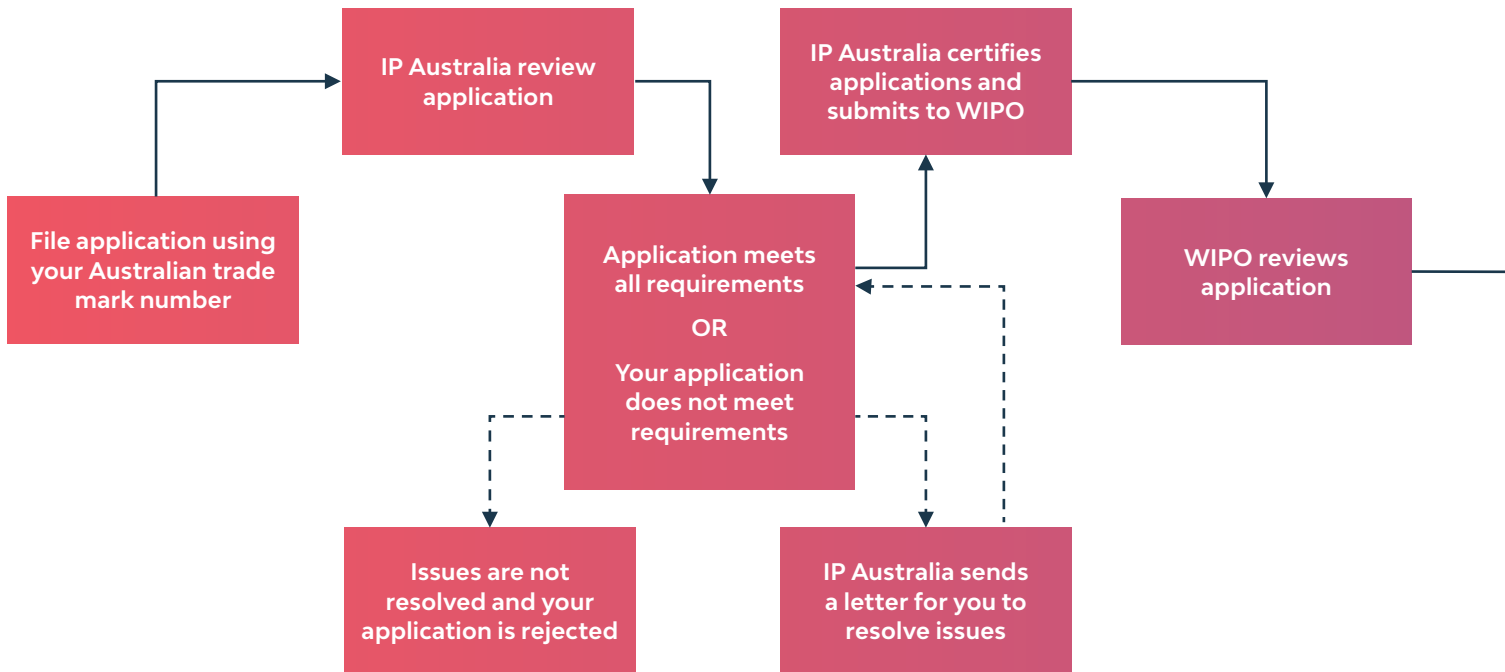 File application using
your Australian trade
mark number
IP Australia review
application
Application meets
all requirements
OR
Your application
does not meet
requirements
Issues are not
resolved and your
application is rejected
IP Australia sends
a letter for you to
resolve issues
IP Australia certifies
applications and
submits to WIPO
WIPO reviews
application